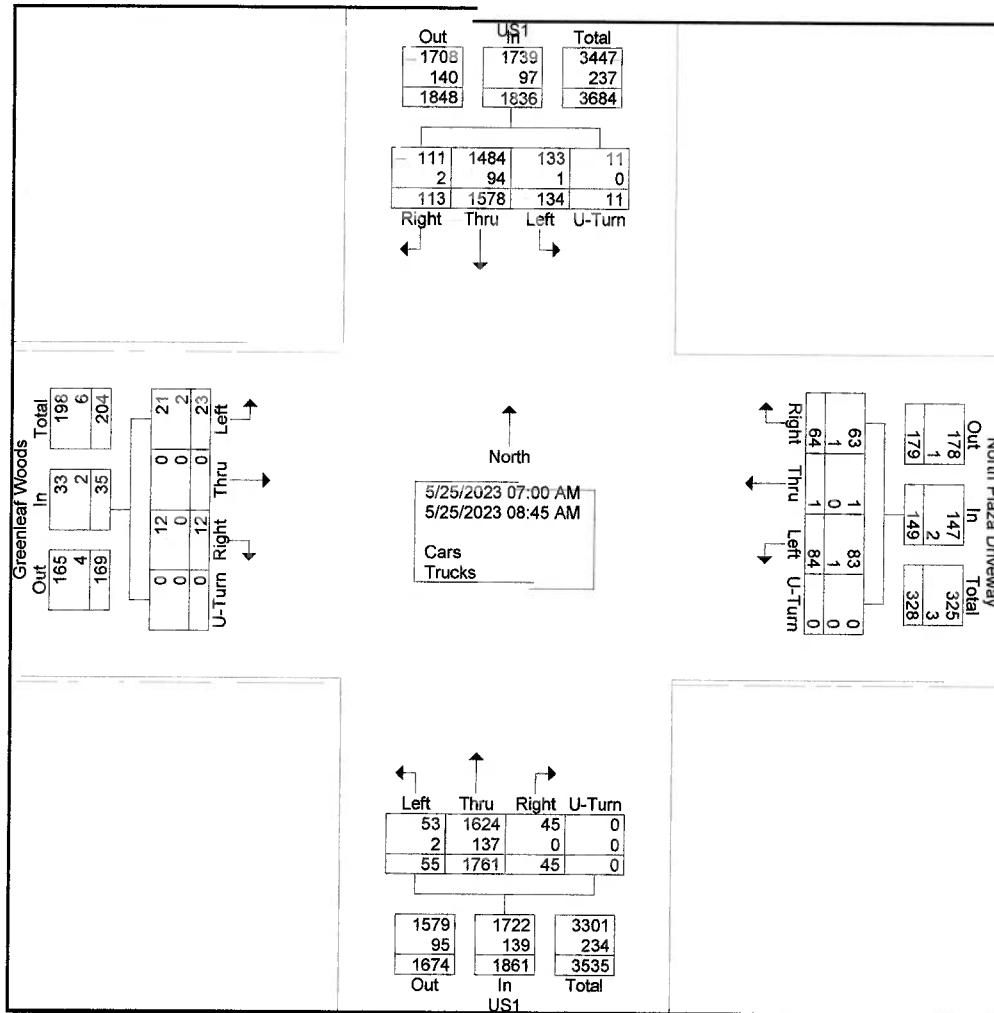 US1
Out In Total
1708 1739 3447
140 97 237
1848 1836 3684
111 1484 133 11
2 94 1 0
113 1578 134 11
Right Thru Left U-Turn
Greenleaf Woods
Total In Out
198 33 165
6 2 4
204 35 169
21 0 12 0
2 0 0 0
23 0 12 0
Left Thru Right U-Turn
North
5/25/2023 07:00 AM
5/25/2023 08:45 AM
Cars
Trucks
Right Thru Left U-Turn
64 1 84 0
1 0 1 0
63 1 83 0
179 149 328
1 2 3
178 147 325
Out In Total
North Plaza Driveway
Left Thru Right U-Turn
53 1624 45 0
2 137 0 0
55 1761 45 0
1579 1722 3301
95 139 234
1674 1861 3535
Out In Total
US1